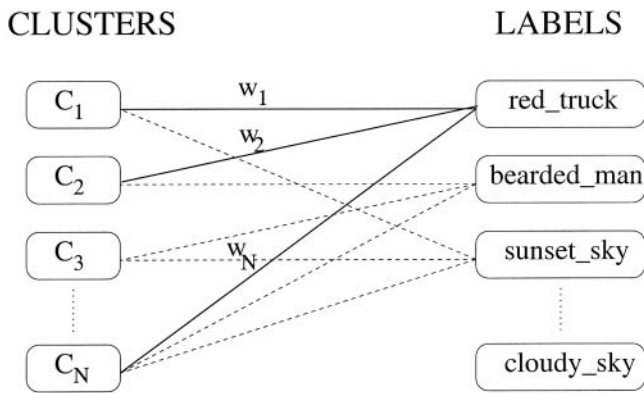 CLUSTERS LABELS
C1 w1 red_truck
C2 w2 bearded_man
C3 wN sunset_sky
CN cloudy_sky